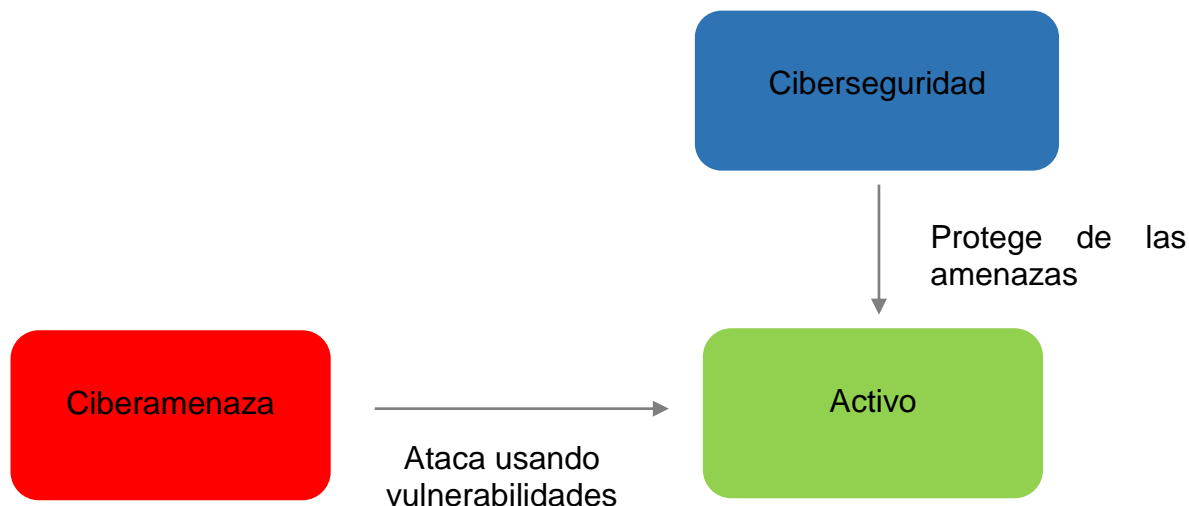 Ciberseguridad
Protege de las
amenazas
Ciberamenaza
Activo
Ataca usando
vulnerabilidades